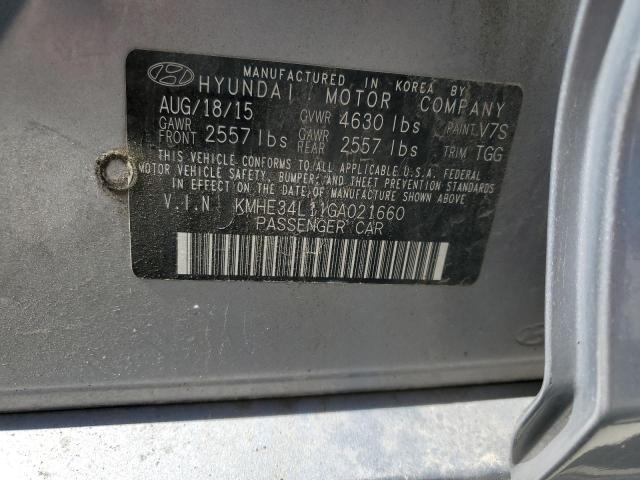 MANUFACTURED IN KOREA BY
HYUNDAI MOTOR COMPANY
AUG/18/15 GVWR 4630 lbs PAINT V7S
GAWR FRONT 2557 lbs GAWR REAR 2557 lbs TRIM TGG
THIS VEHICLE CONFORMS TO ALL APPLICABLE U.S.A. FEDERAL
MOTOR VEHICLE SAFETY, BUMPER, AND THEFT PREVENTION STANDARDS
IN EFFECT ON THE DATE OF MANUFACTURE SHOWN ABOVE
V.I.N KMHE34L11GA021660
PASSENGER CAR